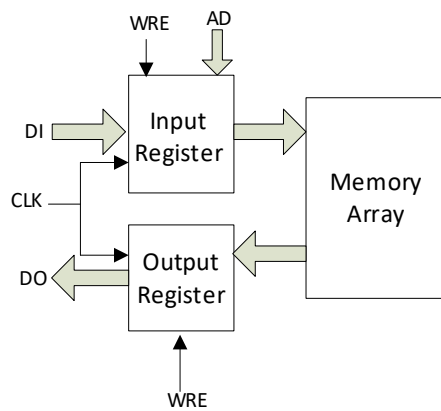 WRE
AD
DI
Input
Register
CLK
Memory
Array
DO
Output
Register
WRE